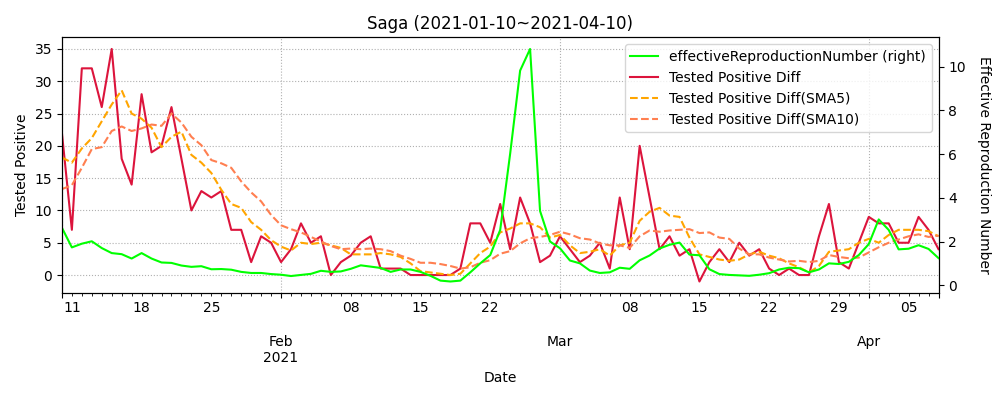 Saga (2021-01-10~2021-04-10)
effectiveReproductionNumber (right)
Tested Positive Diff
Tested Positive Diff(SMA5)
Tested Positive Diff(SMA10)
Tested Positive
35
30
25
20
15
10
5
0
Effective Reproduction Number
10
8
6
4
2
0
11 18 25 08 15 22 08 15 22 29 05
Feb Mar Apr
2021
Date